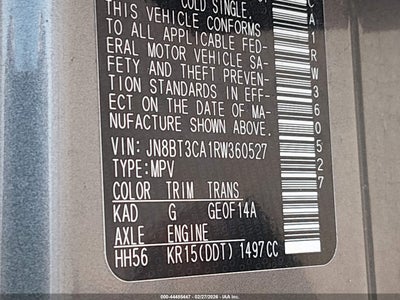 COLD SINGLE.
THIS VEHICLE CONFORMS
TO ALL APPLICABLE FED-
ERAL MOTOR VEHICLE SA-
FETY AND THEFT PREVEN-
TION STANDARDS IN EFF-
ECT ON THE DATE OF MA-
NUFACTURE SHOWN ABOVE.
VIN: JN8BT3CA1RW360527
TYPE:MPV
COLOR TRIM TRANS
KAD G GE0F14A
AXLE ENGINE
HH56 KR15(DDT) 1497CC
CA1RW360527
000-44495447 - 02/27/2026 - IAA Inc.